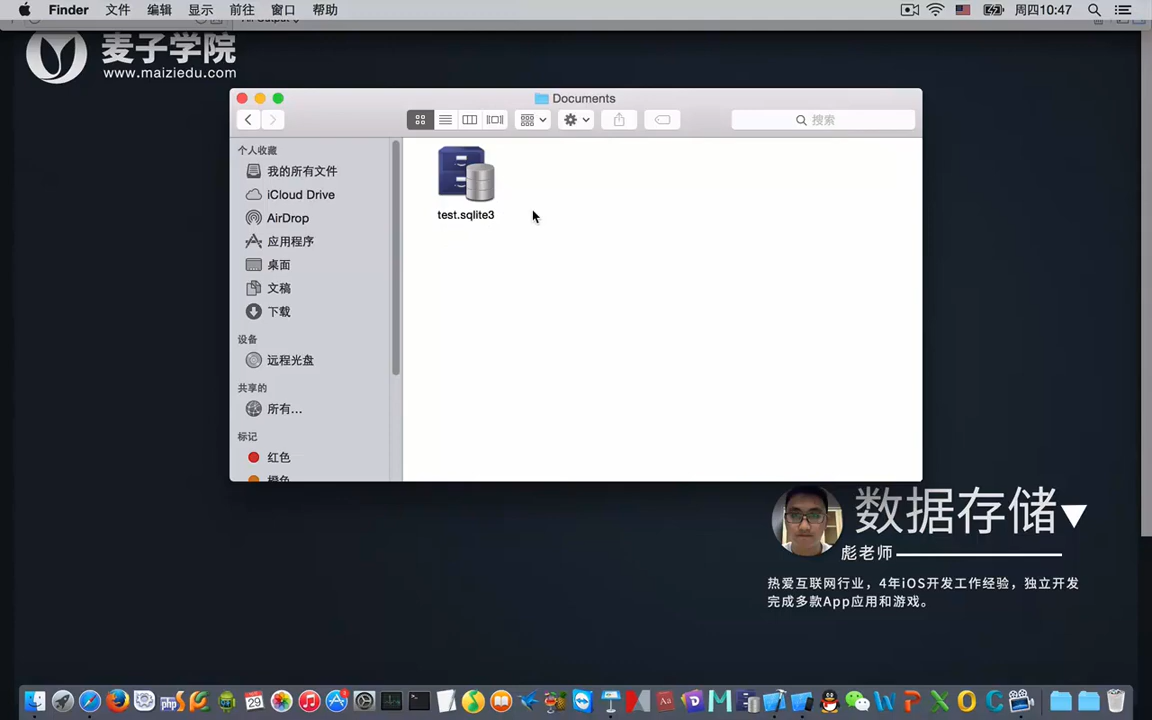 Finder 文件 编辑 显示 前往 窗口 帮助 周四10:47
麦子学院
www.maiziedu.com
Documents
搜索
个人收藏
我的所有文件
iCloud Drive
AirDrop
应用程序
桌面
文稿
下载
设备
远程光盘
共享的
所有…
标记
红色
橙色
test.sqlite3
数据存储
彪老师
热爱互联网行业，4年iOS开发工作经验，独立开发
完成多款App应用和游戏。